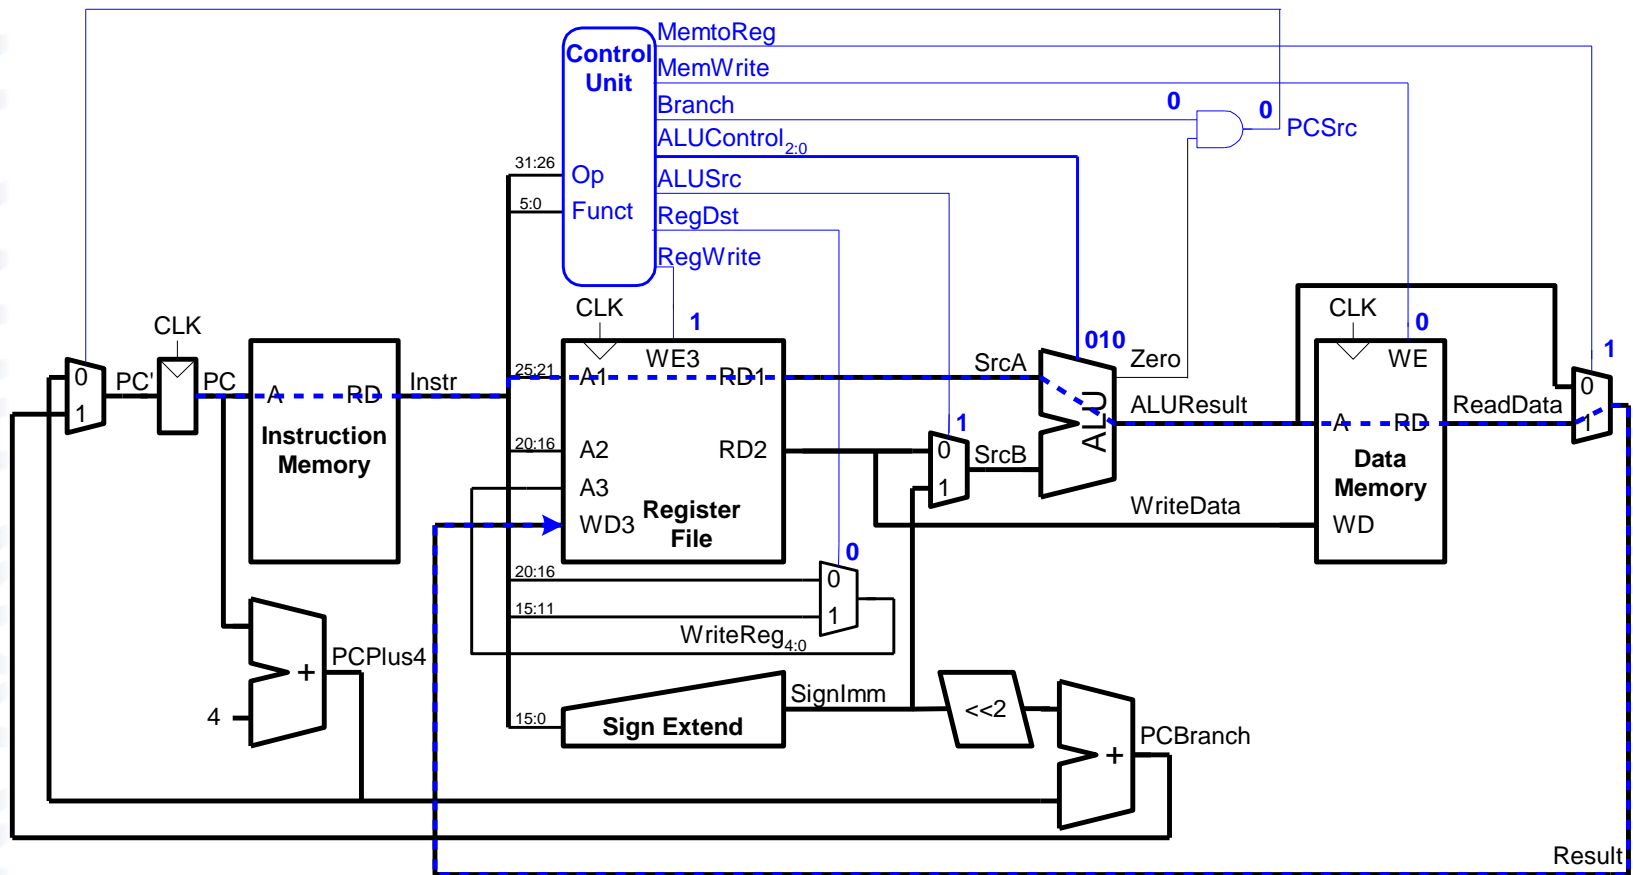 MemtoReg
Control
Unit
MemWrite
Branch
0
0
PCSrc
ALUControl2:0
31:26
Op
ALUSrc
5:0
Funct
RegDst
RegWrite
CLK
CLK
CLK
1
010
0
1
WE3
Zero
WE
0
1
PC'
PC
A
RD
Instr
25:21
A1
RD1
SrcA
ALU
ALUResult
A
RD
ReadData
0
1
Instruction
Memory
20:16
A2
RD2
1
0
1
SrcB
Data
Memory
A3
WD3
Register
File
WriteData
WD
0
20:16
0
15:11
1
WriteReg4:0
PCPlus4
+
4
SignImm
15:0
Sign Extend
<<2
PCBranch
+
Result